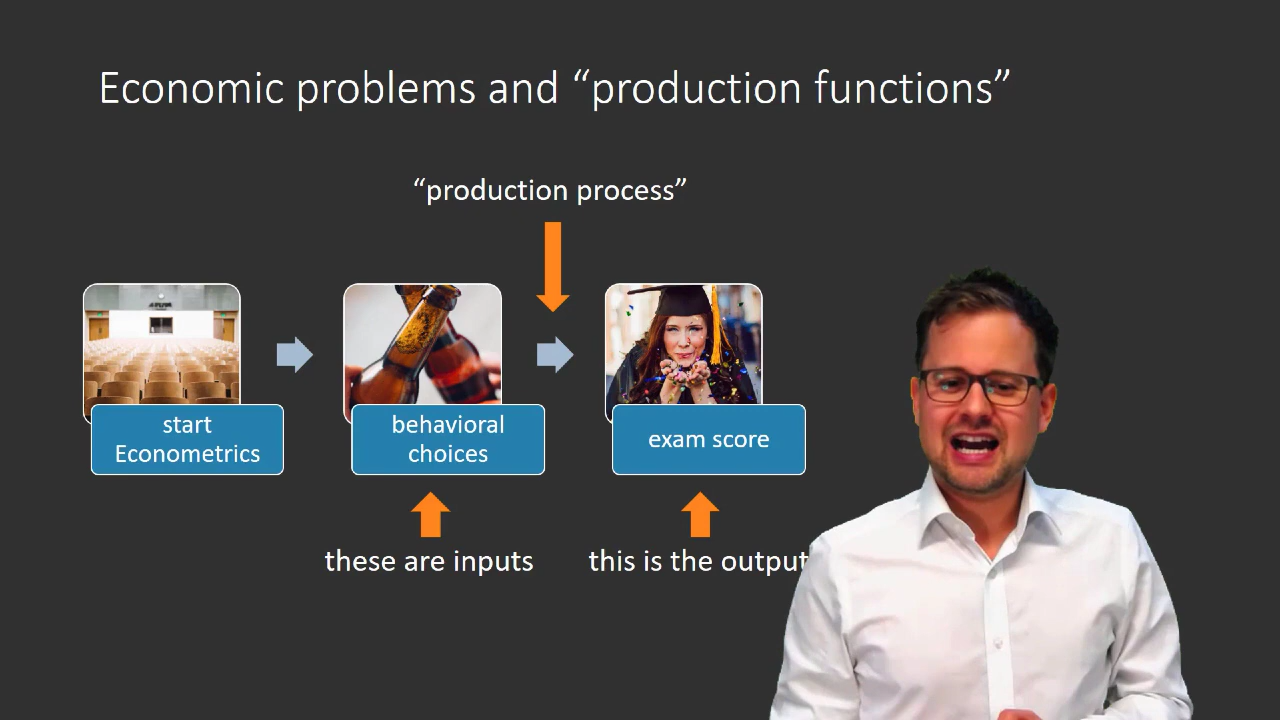 Economic problems and “production functions”
“production process”
start
Econometrics
behavioral
choices
exam score
these are inputs
this is the output